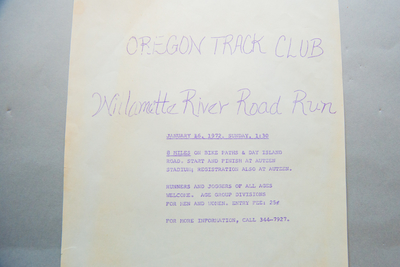 OREGON TRACK CLUB
Willamette River Road Run
JANUARY 16, 1972, SUNDAY, 1:30
8 MILES ON BIKE PATHS & DAY ISLAND
ROAD. START AND FINISH AT AUTZEN
STADIUM; REGISTRATION ALSO AT AUTZEN.
RUNNERS AND JOGGERS OF ALL AGES
WELCOME. AGE GROUP DIVISIONS
FOR MEN AND WOMEN. ENTRY FEE: 25¢
FOR MORE INFORMATION, CALL 344-7927.